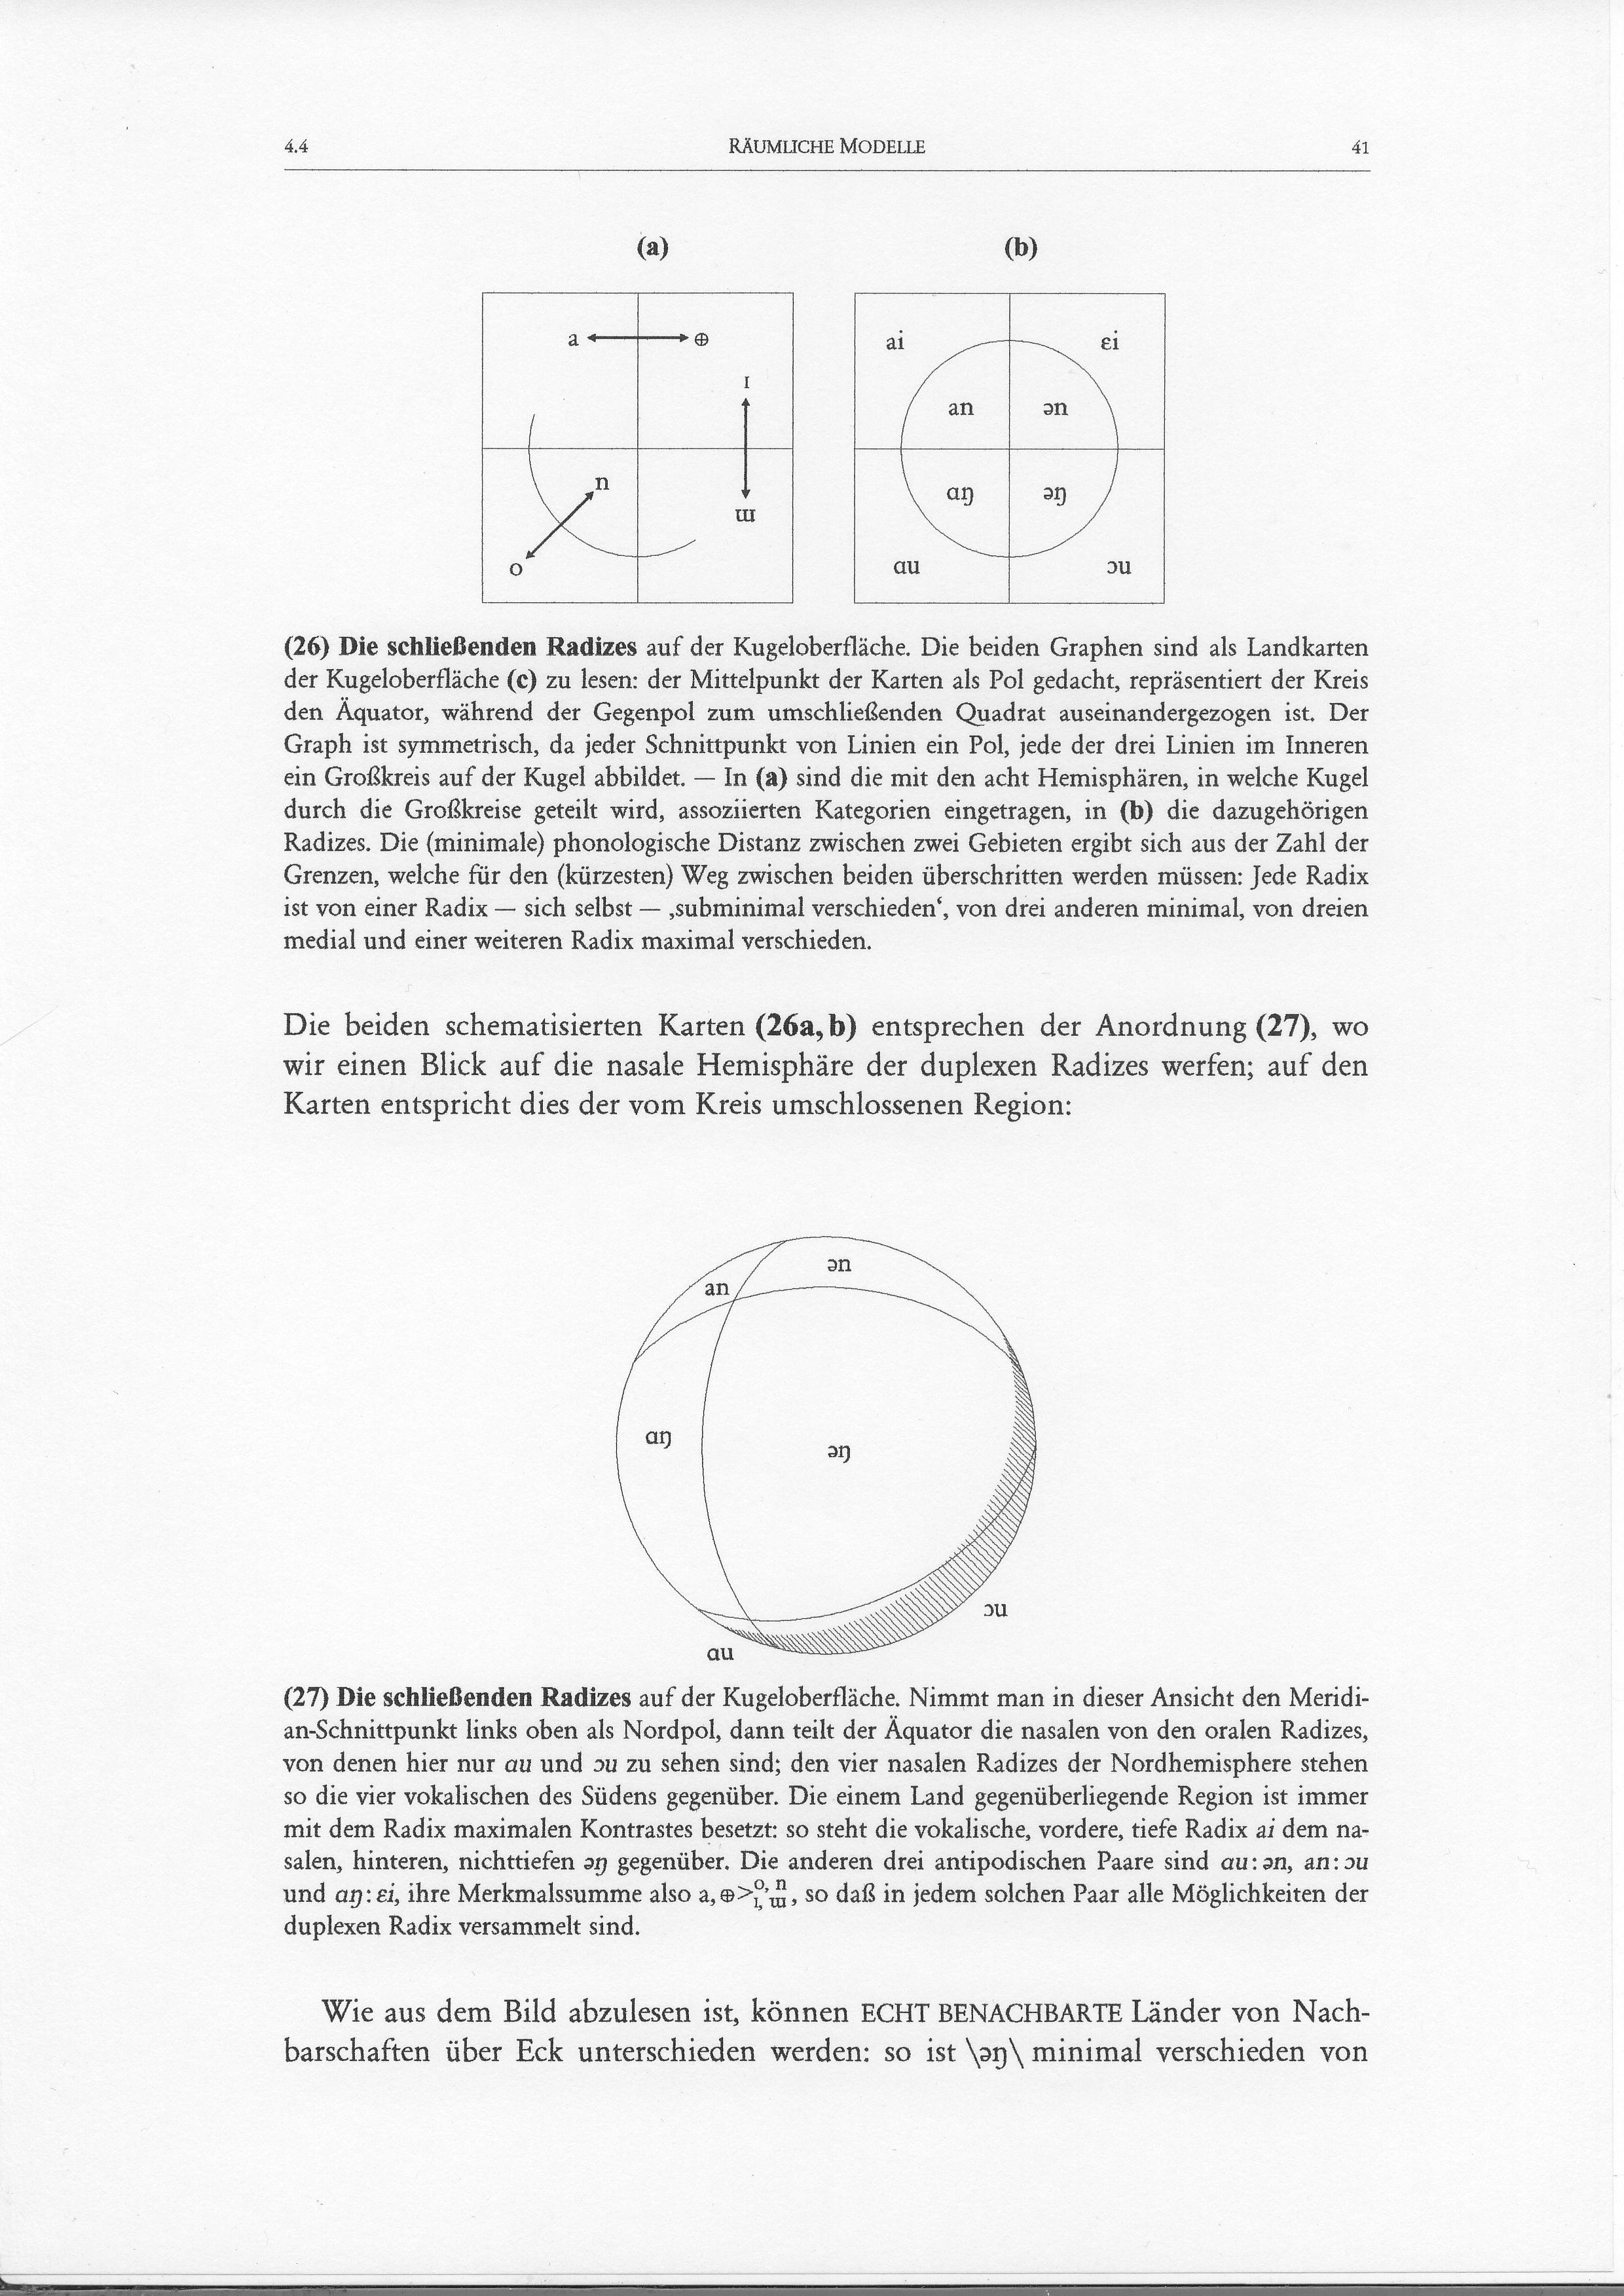 4.4 RÄUMLICHE MODELLE 41
(a) (b)
a ⊕
ɪ
n
ɯ
o
ai ɛi
an ən
ɑŋ əŋ
ɑu ɔu
(26) Die schließenden Radizes auf der Kugeloberfläche. Die beiden Graphen sind als Landkarten
der Kugeloberfläche (c) zu lesen: der Mittelpunkt der Karten als Pol gedacht, repräsentiert der Kreis
den Äquator, während der Gegenpol zum umschließenden Quadrat auseinandergezogen ist. Der
Graph ist symmetrisch, da jeder Schnittpunkt von Linien ein Pol, jede der drei Linien im Inneren
ein Großkreis auf der Kugel abbildet. — In (a) sind die mit den acht Hemisphären, in welche Kugel
durch die Großkreise geteilt wird, assoziierten Kategorien eingetragen, in (b) die dazugehörigen
Radizes. Die (minimale) phonologische Distanz zwischen zwei Gebieten ergibt sich aus der Zahl der
Grenzen, welche für den (kürzesten) Weg zwischen beiden überschritten werden müssen: Jede Radix
ist von einer Radix — sich selbst — ‚subminimal verschieden‘, von drei anderen minimal, von dreien
medial und einer weiteren Radix maximal verschieden.
Die beiden schematisierten Karten (26a, b) entsprechen der Anordnung (27), wo
wir einen Blick auf die nasale Hemisphäre der duplexen Radizes werfen; auf den
Karten entspricht dies der vom Kreis umschlossenen Region:
ən
an
ɑŋ
əŋ
ɔu
ɑu
(27) Die schließenden Radizes auf der Kugeloberfläche. Nimmt man in dieser Ansicht den Meridi-
an-Schnittpunkt links oben als Nordpol, dann teilt der Äquator die nasalen von den oralen Radizes,
von denen hier nur ɑu und ɔu zu sehen sind; den vier nasalen Radizes der Nordhemisphere stehen
so die vier vokalischen des Südens gegenüber. Die einem Land gegenüberliegende Region ist immer
mit dem Radix maximalen Kontrastes besetzt: so steht die vokalische, vordere, tiefe Radix ai dem na-
salen, hinteren, nichttiefen əŋ gegenüber. Die anderen drei antipodischen Paare sind ɑu : ən, an : ɔu
und ɑŋ : ɛi, ihre Merkmalssumme also a, ⊕>o, n ɪ, ɯ, so daß in jedem solchen Paar alle Möglichkeiten der
duplexen Radix versammelt sind.
Wie aus dem Bild abzulesen ist, können ECHT BENACHBARTE Länder von Nach-
barschaften über Eck unterschieden werden: so ist \əŋ\ minimal verschieden von